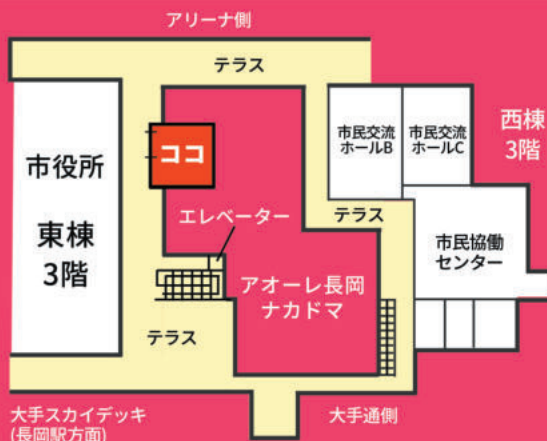 アリーナ側
テラス
市役所
東棟
3階
ココ
市民交流
ホールB
市民交流
ホールC
西棟
3階
エレベーター
テラス
市民協働
センター
アオーレ長岡
ナカドマ
テラス
大手スカイデッキ
(長岡駅方面)
大手通側